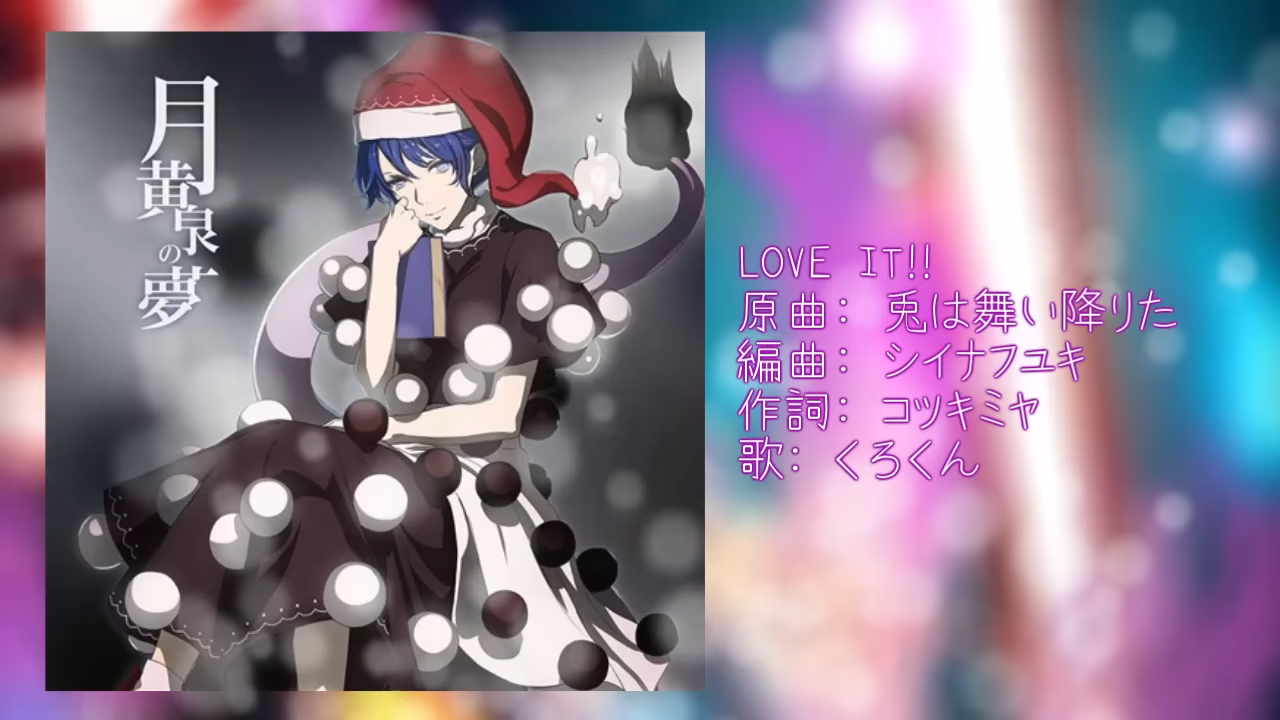 月
黄泉
の
夢
LOVE IT!!
原曲: 兎は舞い降りた
編曲: シイナフユキ
作詞: コツキミヤ
歌: くろくん